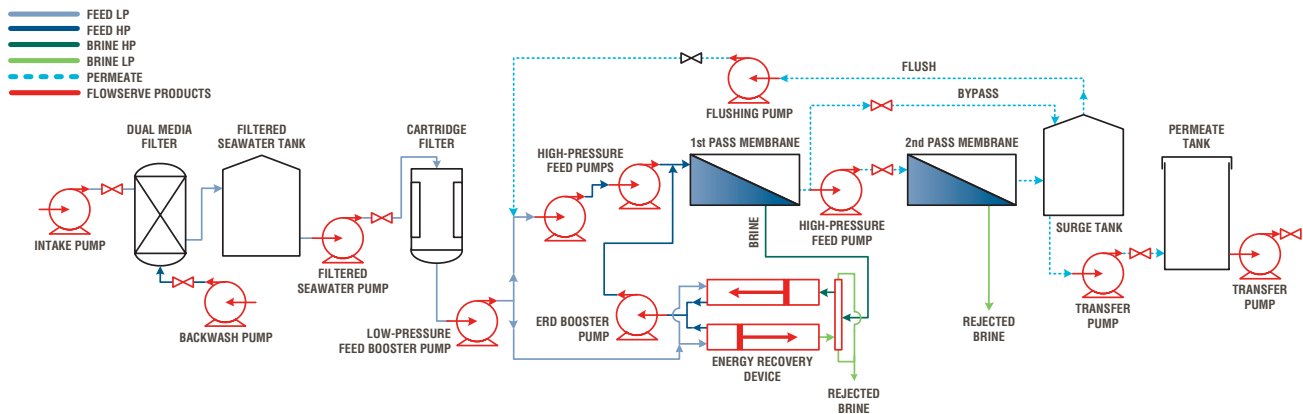 FEED LP
FEED HP
BRINE HP
BRINE LP
PERMEATE
FLOWSERVE PRODUCTS
DUAL MEDIA
FILTER
FILTERED
SEAWATER TANK
CARTRIDGE
FILTER
HIGH-PRESSURE
FEED PUMPS
FLUSHING PUMP
FLUSH
BYPASS
1st PASS MEMBRANE
2nd PASS MEMBRANE
PERMEATE
TANK
INTAKE PUMP
BACKWASH PUMP
FILTERED
SEAWATER PUMP
LOW-PRESSURE
FEED BOOSTER PUMP
ERD BOOSTER
PUMP
BRINE
HIGH-PRESSURE
FEED PUMP
SURGE TANK
TRANSFER
PUMP
TRANSFER
PUMP
ENERGY RECOVERY
DEVICE
REJECTED
BRINE
REJECTED
BRINE